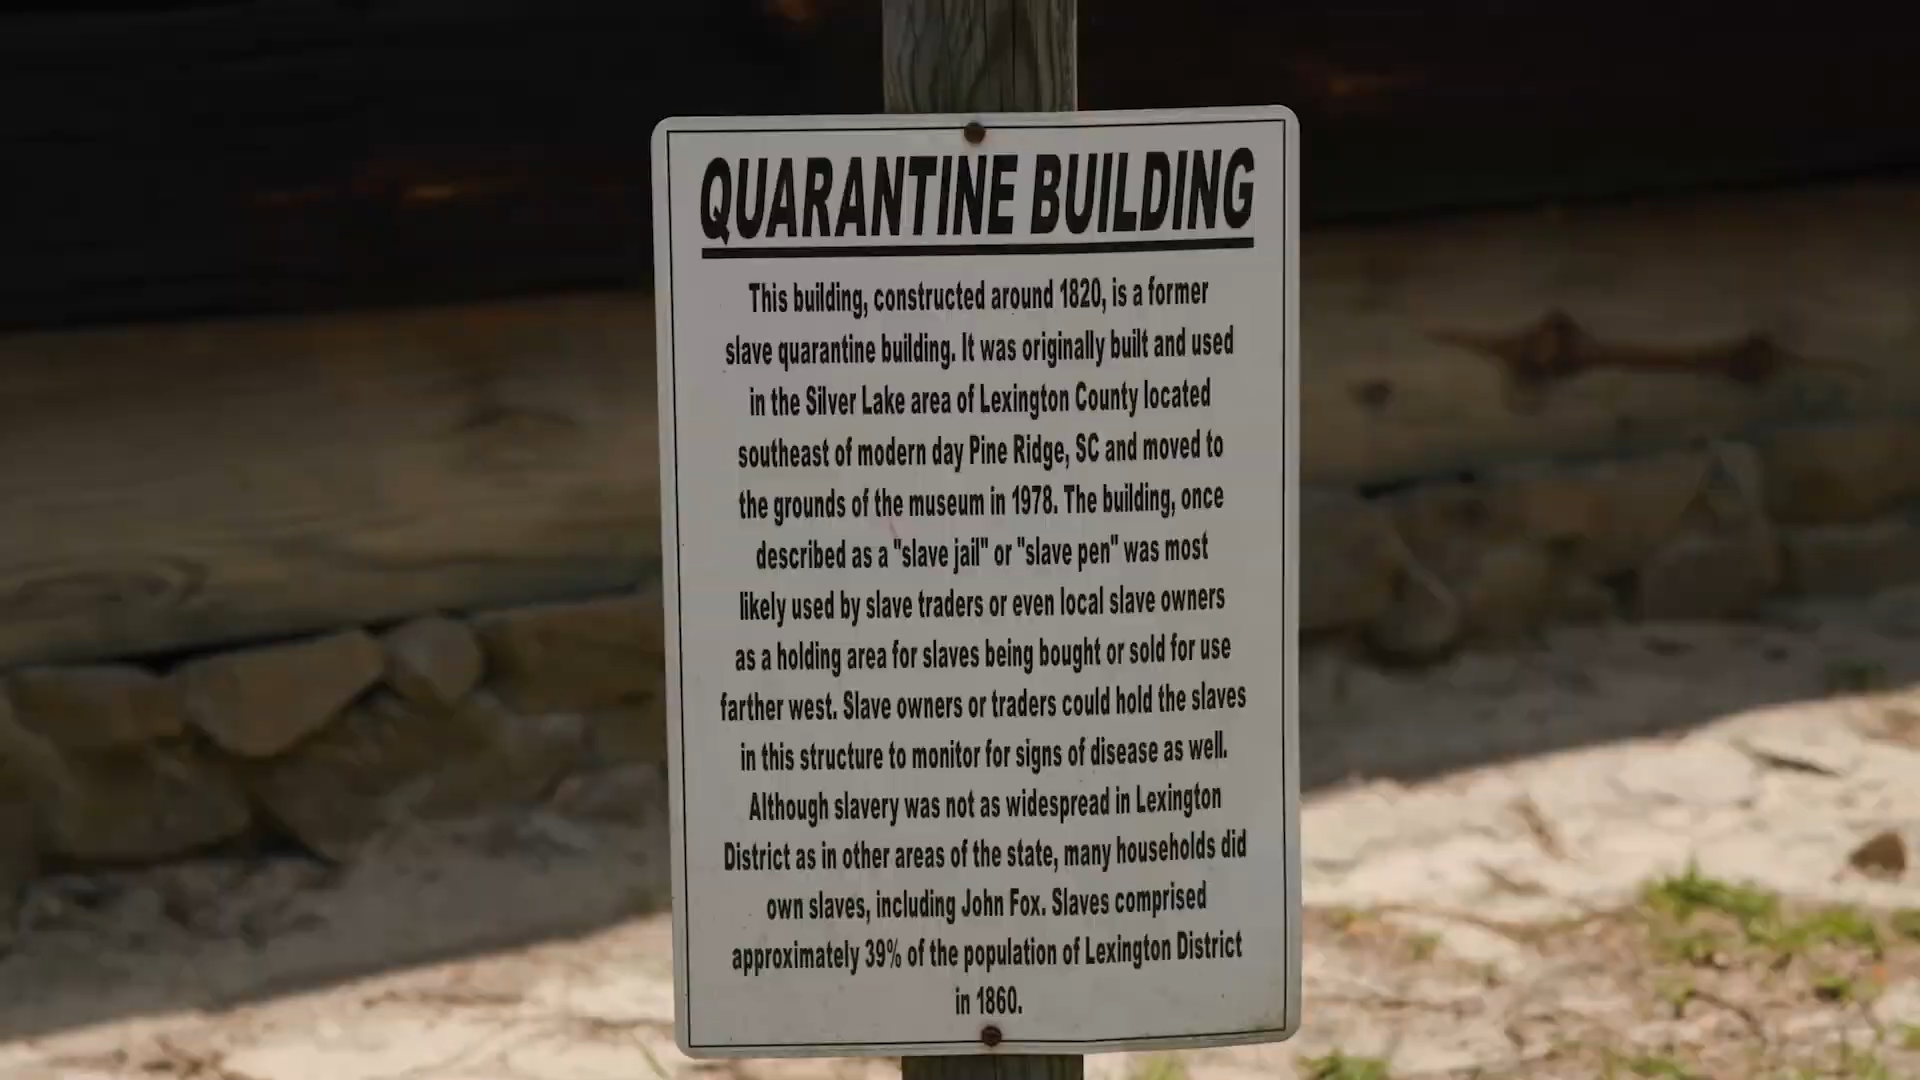 QUARANTINE BUILDING
This building, constructed around 1820, is a former
slave quarantine building. It was originally built and used
in the Silver Lake area of Lexington County located
southeast of modern day Pine Ridge, SC and moved to
the grounds of the museum in 1978. The building, once
described as a "slave jail" or "slave pen" was most
likely used by slave traders or even local slave owners
as a holding area for slaves being bought or sold for use
farther west. Slave owners or traders could hold the slaves
in this structure to monitor for signs of disease as well.
Although slavery was not as widespread in Lexington
District as in other areas of the state, many households did
own slaves, including John Fox. Slaves comprised
approximately 39% of the population of Lexington District
in 1860.